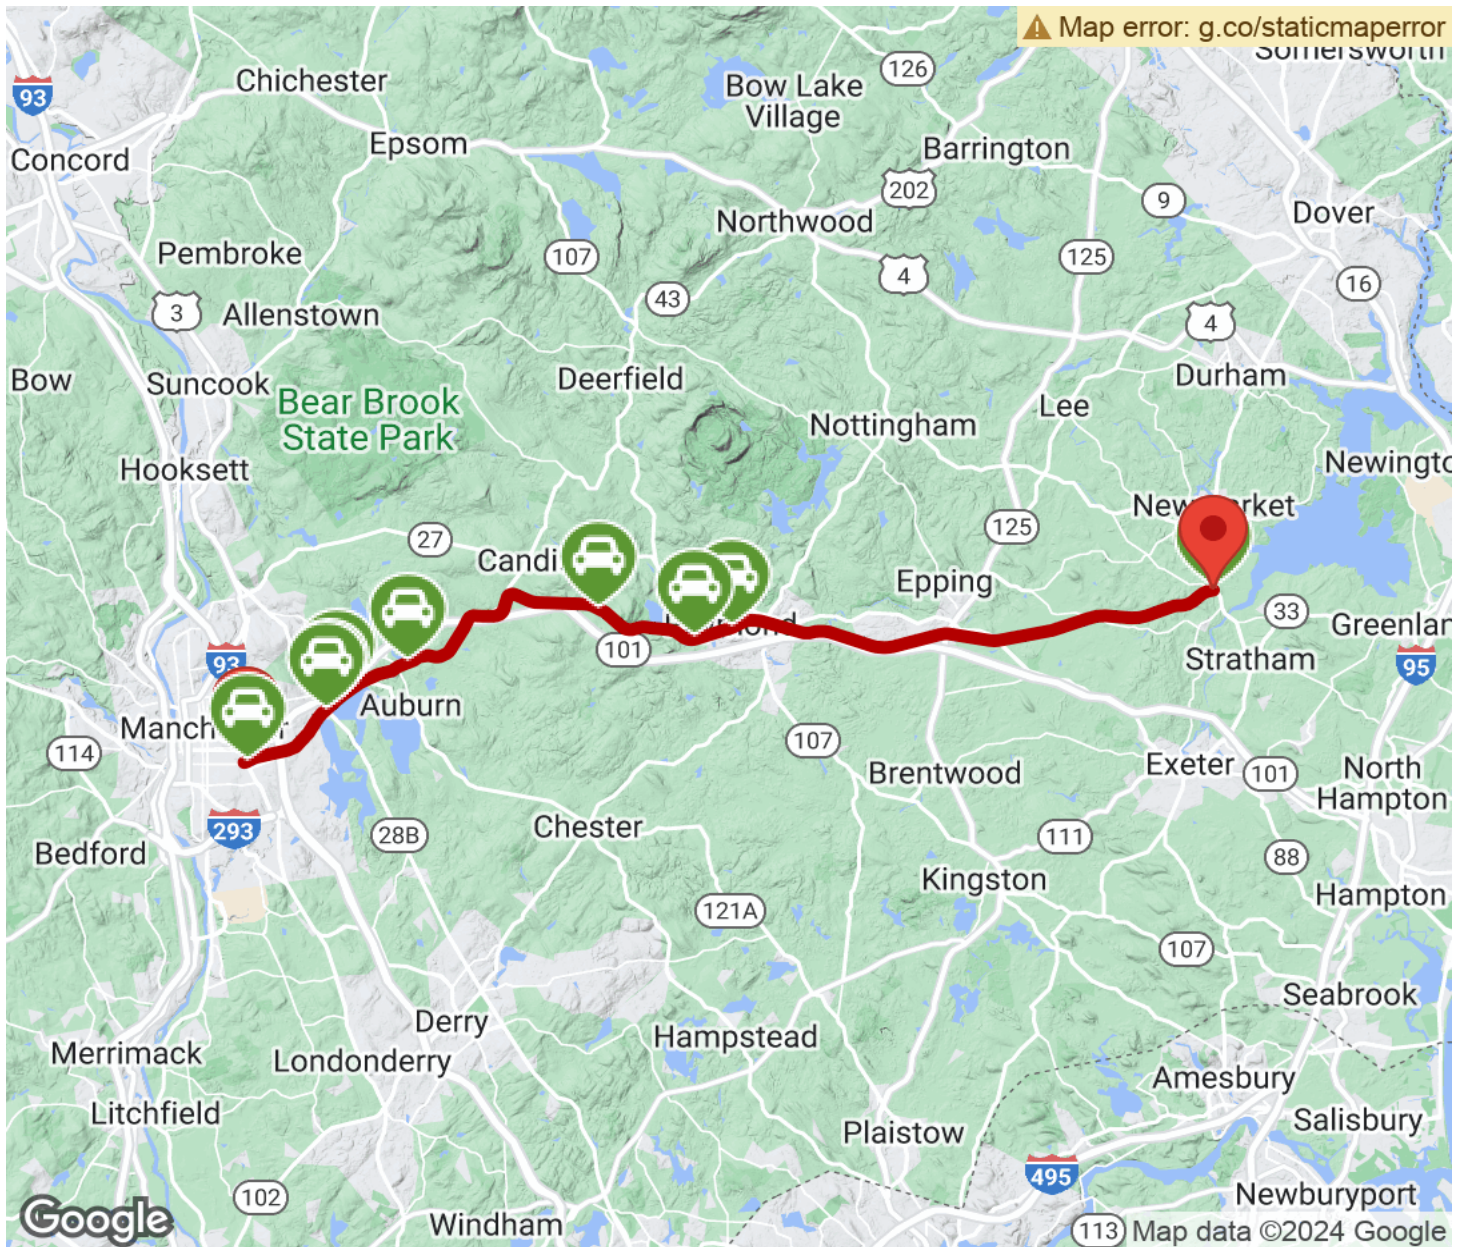 Map error: g.co/staticmaperror
Somersworth
126
Chichester
Bow Lake
Village
93
Epsom
Barrington
Concord
202
9
Northwood
Dover
Pembroke
107
125
4
16
43
3
Allenstown
4
Bow
Suncook
Deerfield
Durham
Bear Brook
State Park
Lee
Nottingham
Hooksett
Newingto
125
27
Candi
Epping
33
101
Greenlan
93
Stratham
95
Auburn
114
107
Exeter
101
North
Hampton
Brentwood
293
Chester
28B
111
Bedford
88
Kingston
Hampton
121A
107
Seabrook
Derry
Hampstead
Merrimack
Londonderry
Amesbury
Litchfield
Salisbury
Plaistow
495
102
Newburyport
Google
Windham
113
Map data ©2024 Google